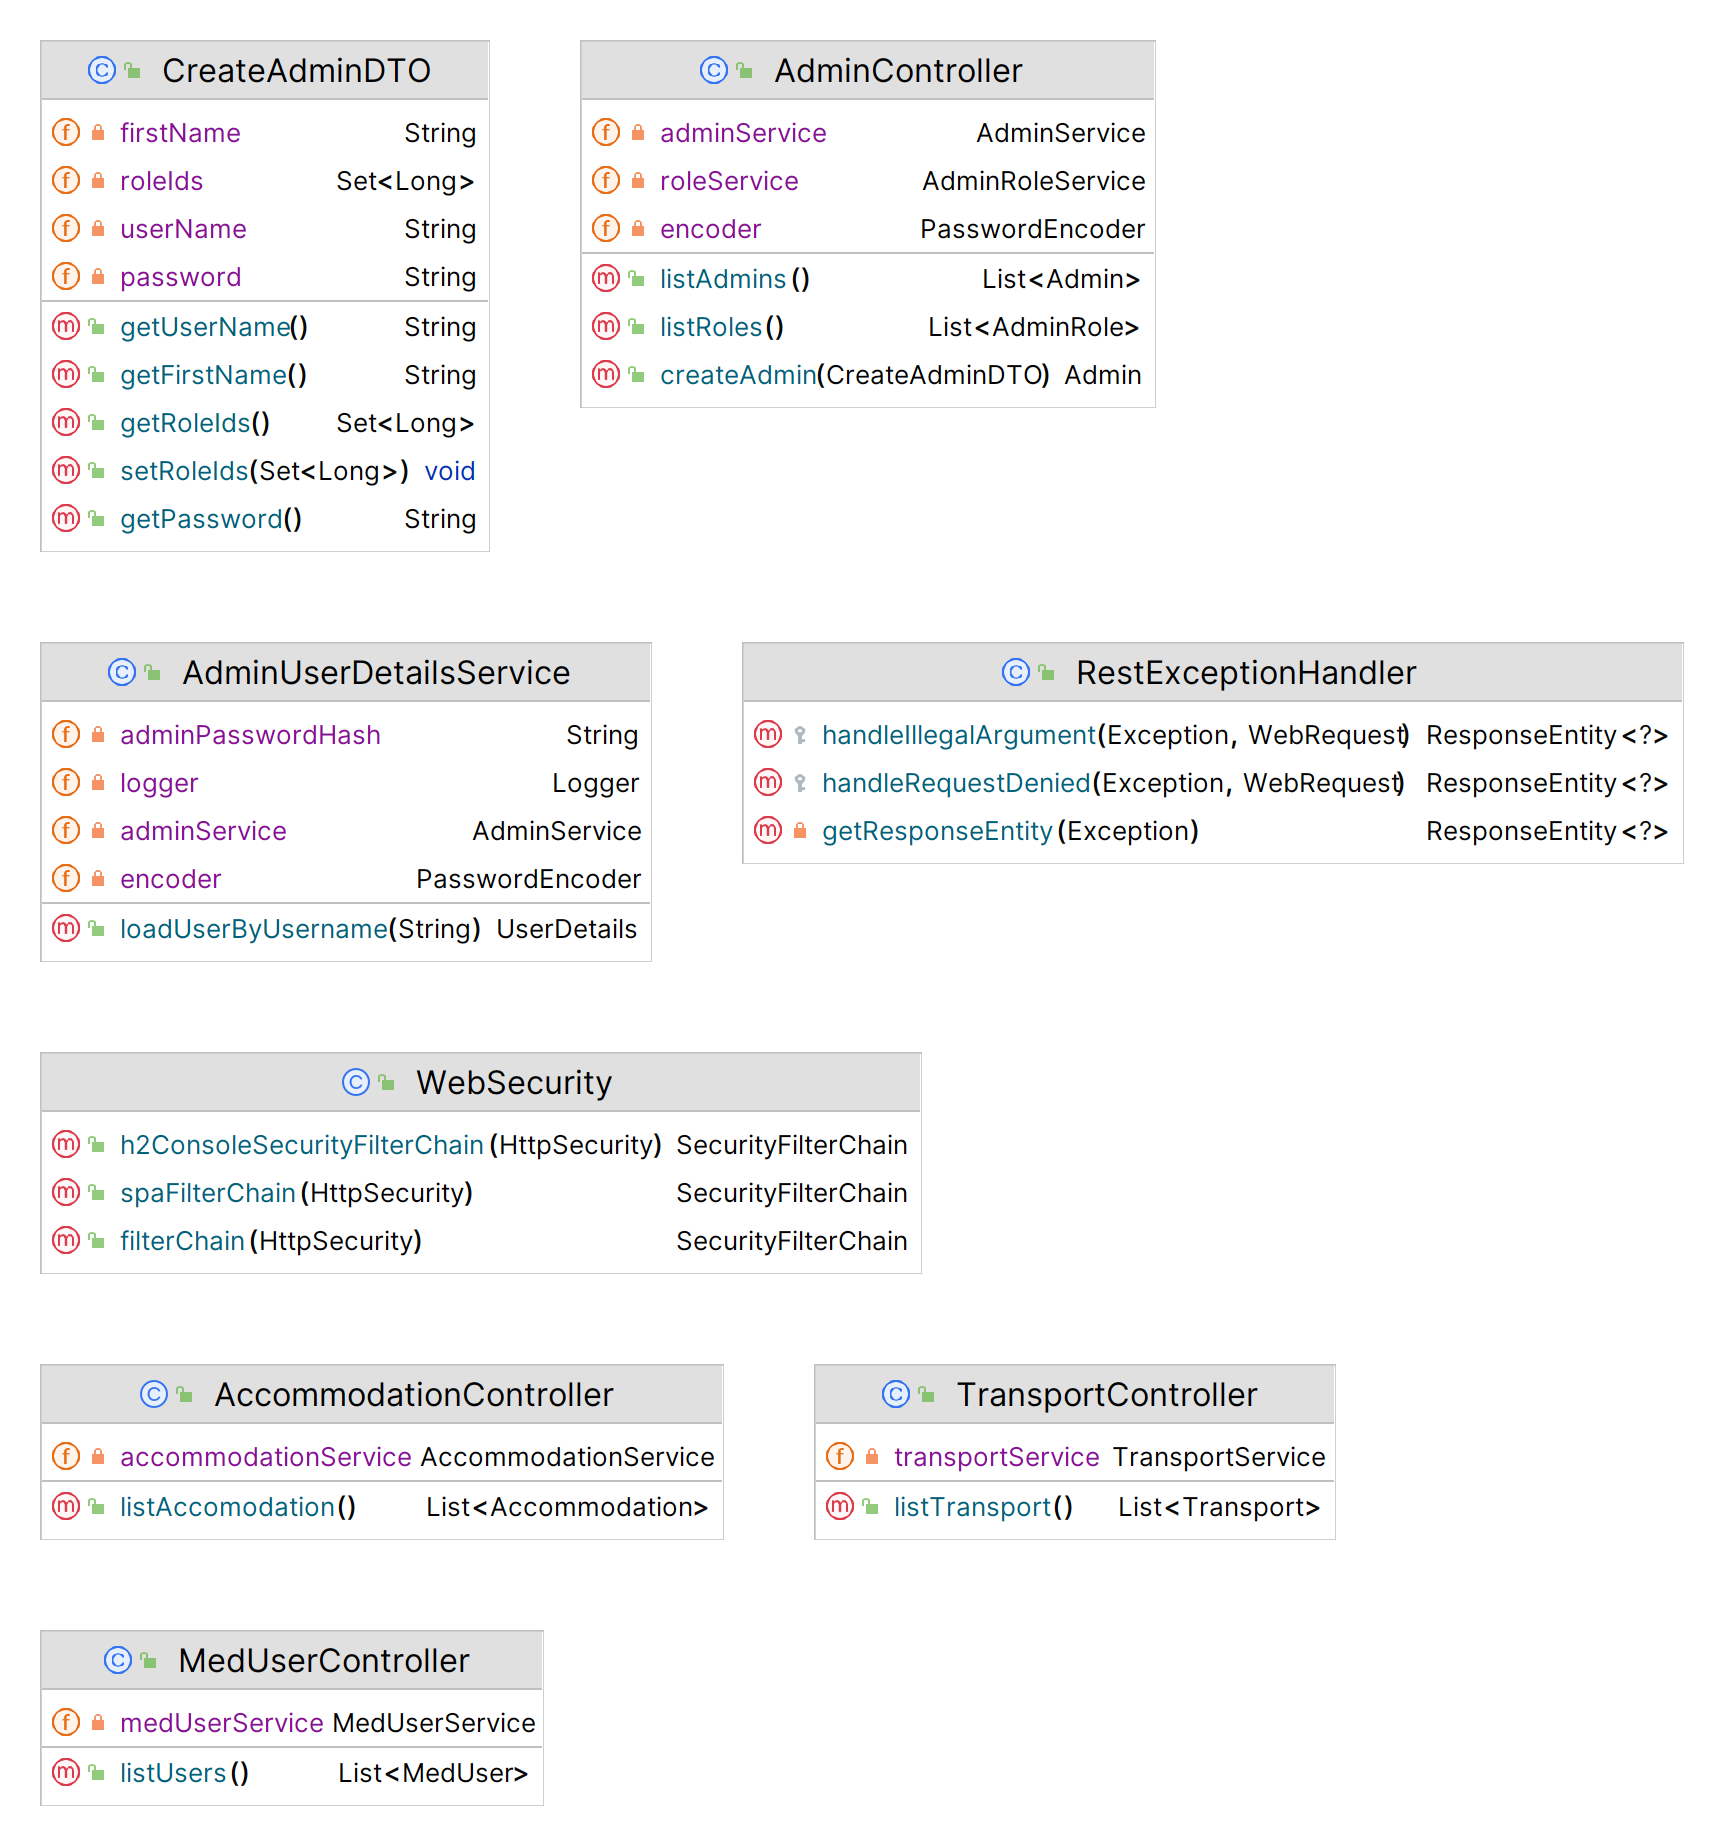 CreateAdminDTO
firstName String
roleIds Set<Long>
userName String
password String
getUserName() String
getFirstName() String
getRoleIds() Set<Long>
setRoleIds(Set<Long>) void
getPassword() String
AdminController
adminService AdminService
roleService AdminRoleService
encoder PasswordEncoder
listAdmins() List<Admin>
listRoles() List<AdminRole>
createAdmin(CreateAdminDTO) Admin
AdminUserDetailsService
adminPasswordHash String
logger Logger
adminService AdminService
encoder PasswordEncoder
loadUserByUsername(String) UserDetails
RestExceptionHandler
handleIllegalArgument(Exception, WebRequest) ResponseEntity<?>
handleRequestDenied(Exception, WebRequest) ResponseEntity<?>
getResponseEntity(Exception) ResponseEntity<?>
WebSecurity
h2ConsoleSecurityFilterChain(HttpSecurity) SecurityFilterChain
spaFilterChain(HttpSecurity) SecurityFilterChain
filterChain(HttpSecurity) SecurityFilterChain
AccommodationController
accommodationService AccommodationService
listAccomodation() List<Accommodation>
TransportController
transportService TransportService
listTransport() List<Transport>
MedUserController
medUserService MedUserService
listUsers() List<MedUser>